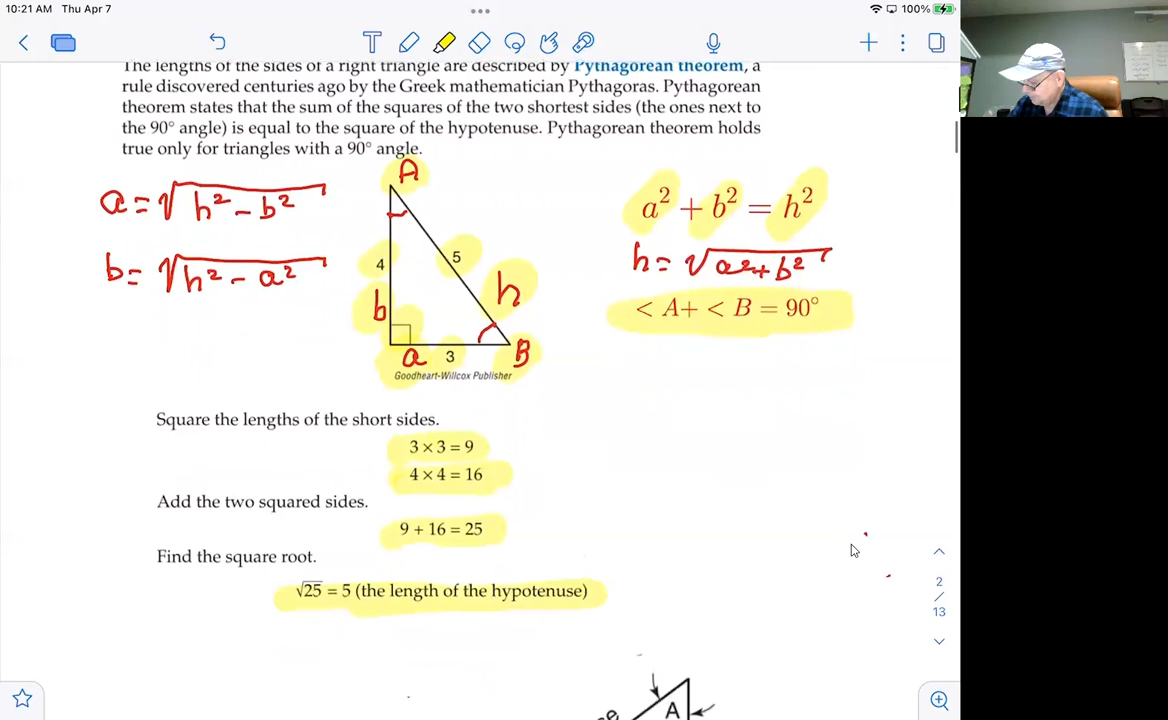 10:21 AM Thu Apr 7
100%
The lengths of the sides of a right triangle are described by Pythagorean theorem, a
rule discovered centuries ago by the Greek mathematician Pythagoras. Pythagorean
theorem states that the sum of the squares of the two shortest sides (the ones next to
the 90° angle) is equal to the square of the hypotenuse. Pythagorean theorem holds
true only for triangles with a 90° angle.
A
a = √h² - b²
b = √h² - a²
4
5
b
h
a
3
B
Goodheart-Willcox Publisher
a² + b² = h²
h = √a² + b²
< A+ < B = 90°
Square the lengths of the short sides.
3 × 3 = 9
4 × 4 = 16
Add the two squared sides.
9 + 16 = 25
Find the square root.
√25 = 5 (the length of the hypotenuse)
2
/
13
A